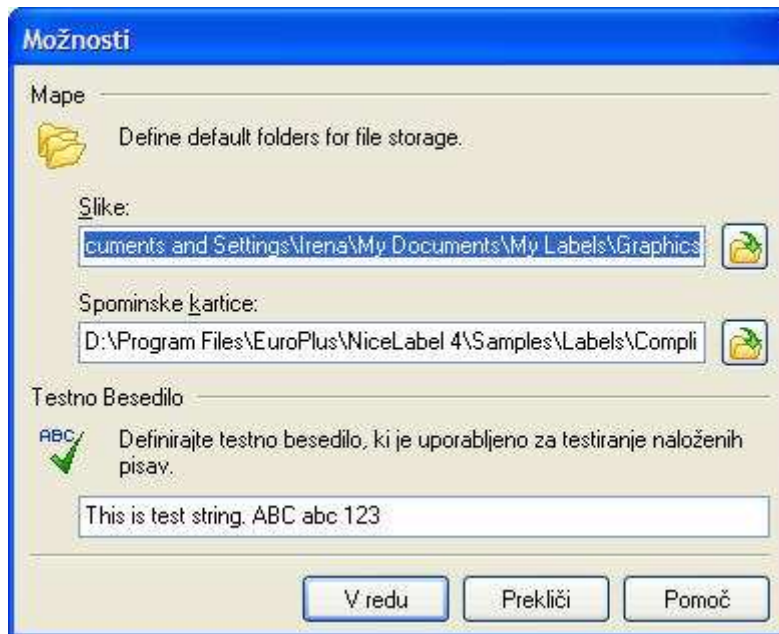 Možnosti
Mape
Define default folders for file storage.
Slike:
cuments and Settings\Irena\My Documents\My Labels\Graphics
Spominske kartice:
D:\Program Files\EuroPlus\NiceLabel 4\Samples\Labels\Compli
Testno Besedilo
ABC
Definirajte testno besedilo, ki je uporabljeno za testiranje naloženih
pisav.
This is test string. ABC abc 123
V redu Prekliči Pomoč